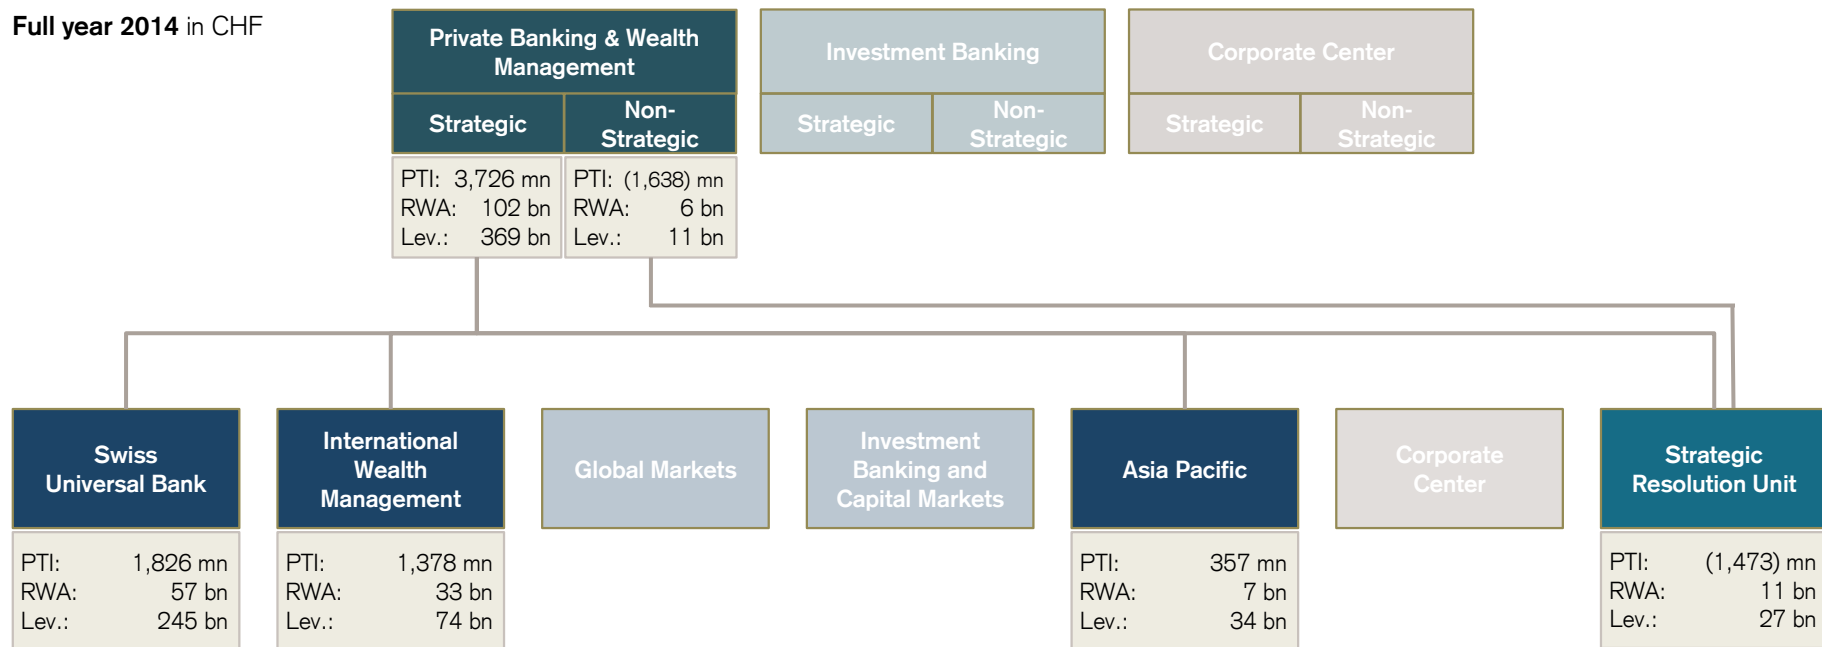 Full year 2014 in CHF
Private Banking & Wealth
Management
Investment Banking
Corporate Center
Strategic
Non-
Strategic
Strategic
Non-
Strategic
Strategic
Non-
Strategic
PTI: 3,726 mn
RWA: 102 bn
Lev.: 369 bn
PTI: (1,638) mn
RWA: 6 bn
Lev.: 11 bn
Swiss
Universal Bank
International
Wealth
Management
Global Markets
Investment
Banking and
Capital Markets
Asia Pacific
Corporate
Center
Strategic
Resolution Unit
PTI: 1,826 mn
RWA: 57 bn
Lev.: 245 bn
PTI: 1,378 mn
RWA: 33 bn
Lev.: 74 bn
PTI: 357 mn
RWA: 7 bn
Lev.: 34 bn
PTI: (1,473) mn
RWA: 11 bn
Lev.: 27 bn